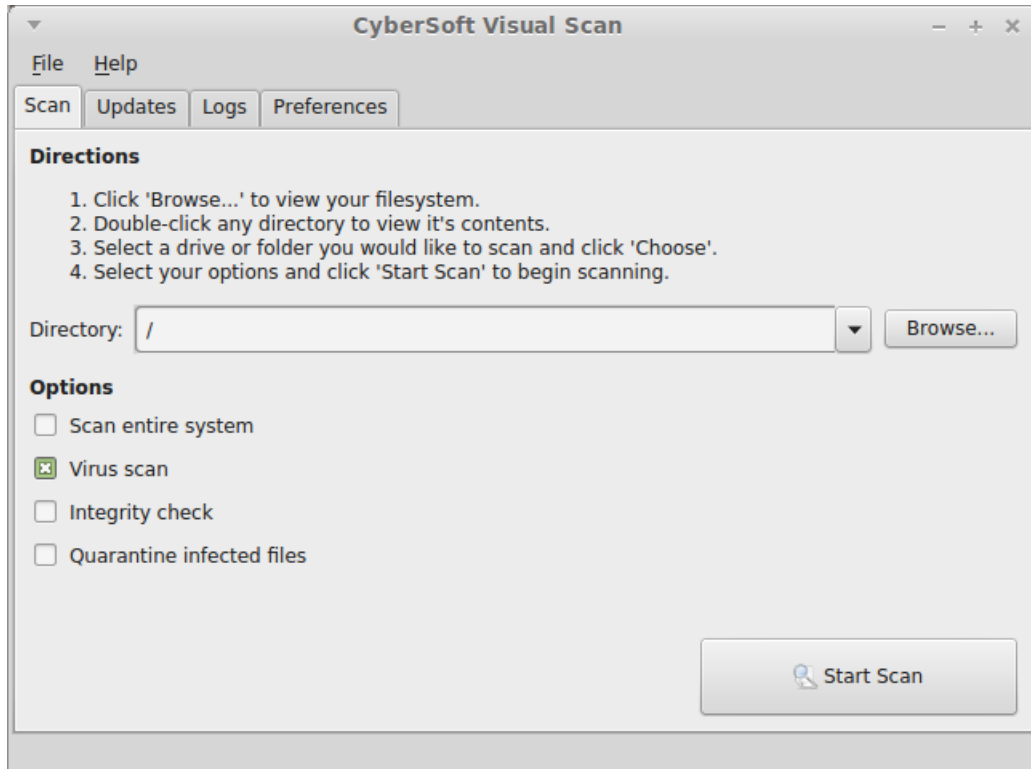 CyberSoft Visual Scan
File Help
Scan Updates Logs Preferences
Directions
1. Click 'Browse...' to view your filesystem.
2. Double-click any directory to view it's contents.
3. Select a drive or folder you would like to scan and click 'Choose'.
4. Select your options and click 'Start Scan' to begin scanning.
Directory: / Browse...
Options
Scan entire system
Virus scan
Integrity check
Quarantine infected files
Start Scan